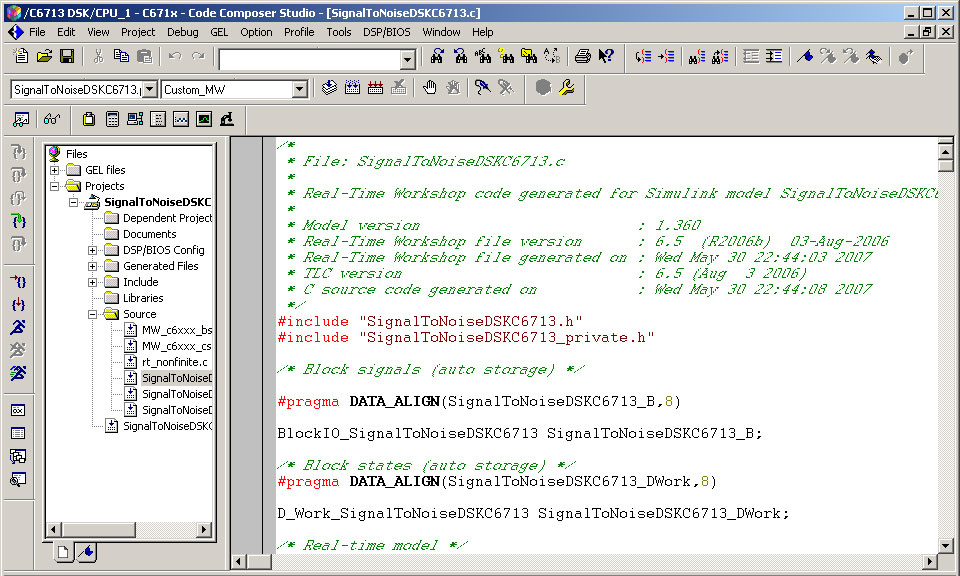 /C6713 DSK/CPU_1 - C671x - Code Composer Studio - [SignalToNoiseDSKC6713.c]
File Edit View Project Debug GEL Option Profile Tools DSP/BIOS Window Help
SignalToNoiseDSKC6713.p Custom_MW
Files
GEL files
Projects
SignalToNoiseDSKC
Dependent Project
Documents
DSP/BIOS Config
Generated Files
Include
Libraries
Source
MW_c6xxx_bs
MW_c6xxx_cs
rt_nonfinite.c
SignalToNoiseD
SignalToNoiseD
SignalToNoiseD
SignalToNoiseDSKC
/*
* File: SignalToNoiseDSKC6713.c
*
* Real-Time Workshop code generated for Simulink model SignalToNoiseDSKC6
*
* Model version : 1.360
* Real-Time Workshop file version : 6.5 (R2006b) 03-Aug-2006
* Real-Time Workshop file generated on : Wed May 30 22:44:03 2007
* TLC version : 6.5 (Aug 3 2006)
* C source code generated on : Wed May 30 22:44:08 2007
*/
#include "SignalToNoiseDSKC6713.h"
#include "SignalToNoiseDSKC6713_private.h"
/* Block signals (auto storage) */
#pragma DATA_ALIGN(SignalToNoiseDSKC6713_B,8)
BlockIO_SignalToNoiseDSKC6713 SignalToNoiseDSKC6713_B;
/* Block states (auto storage) */
#pragma DATA_ALIGN(SignalToNoiseDSKC6713_DWork,8)
D_Work_SignalToNoiseDSKC6713 SignalToNoiseDSKC6713_DWork;
/* Real-time model */